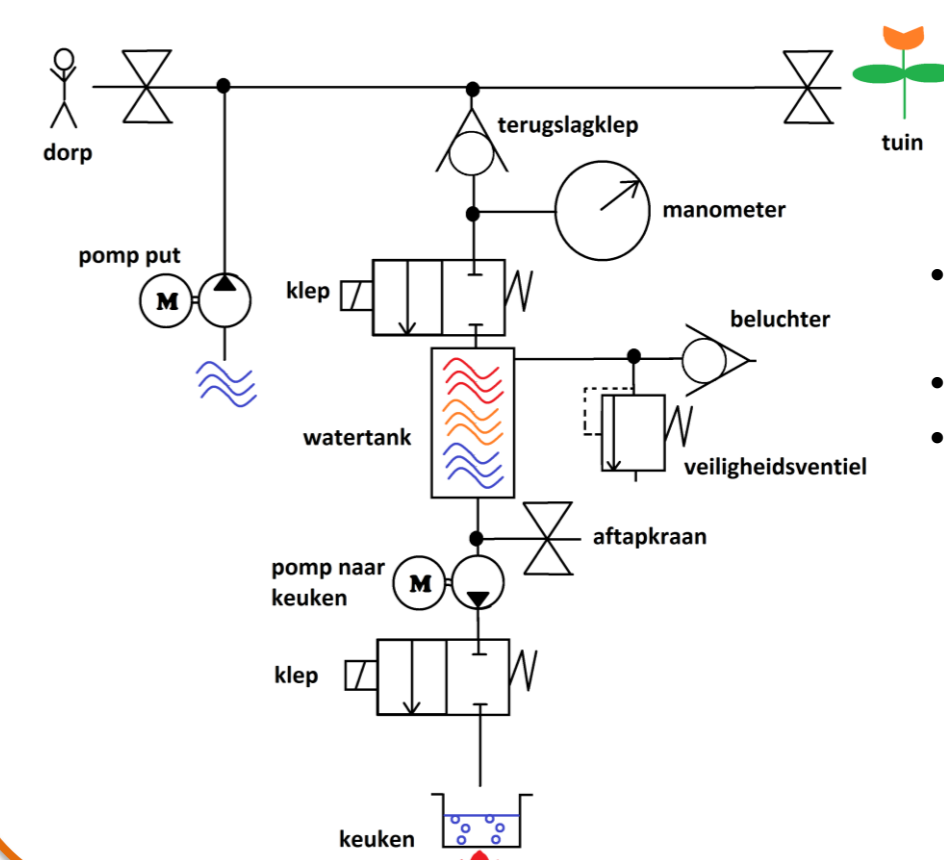 dorp
terugslagklep
tuin
manometer
pomp put
M
klep
beluchter
watertank
veiligheidsventiel
aftapkraan
pomp naar
keuken
M
klep
keuken